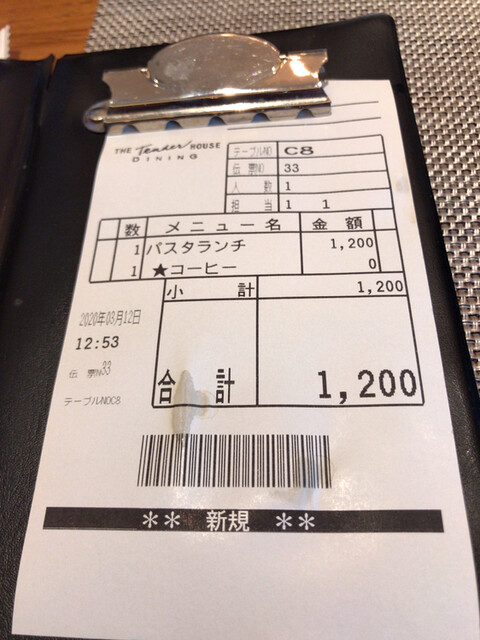 THE Tender HOUSE
DINING
テーブルNO C8
伝票NO 33
人数 1
担当 1 1
数 メニュー名 金額
1 パスタランチ 1,200
1 ★コーヒー 0
小計 1,200
2020年03月12日
12:53
伝票N33
テーブルNOC8
合計 1,200
** 新規 **